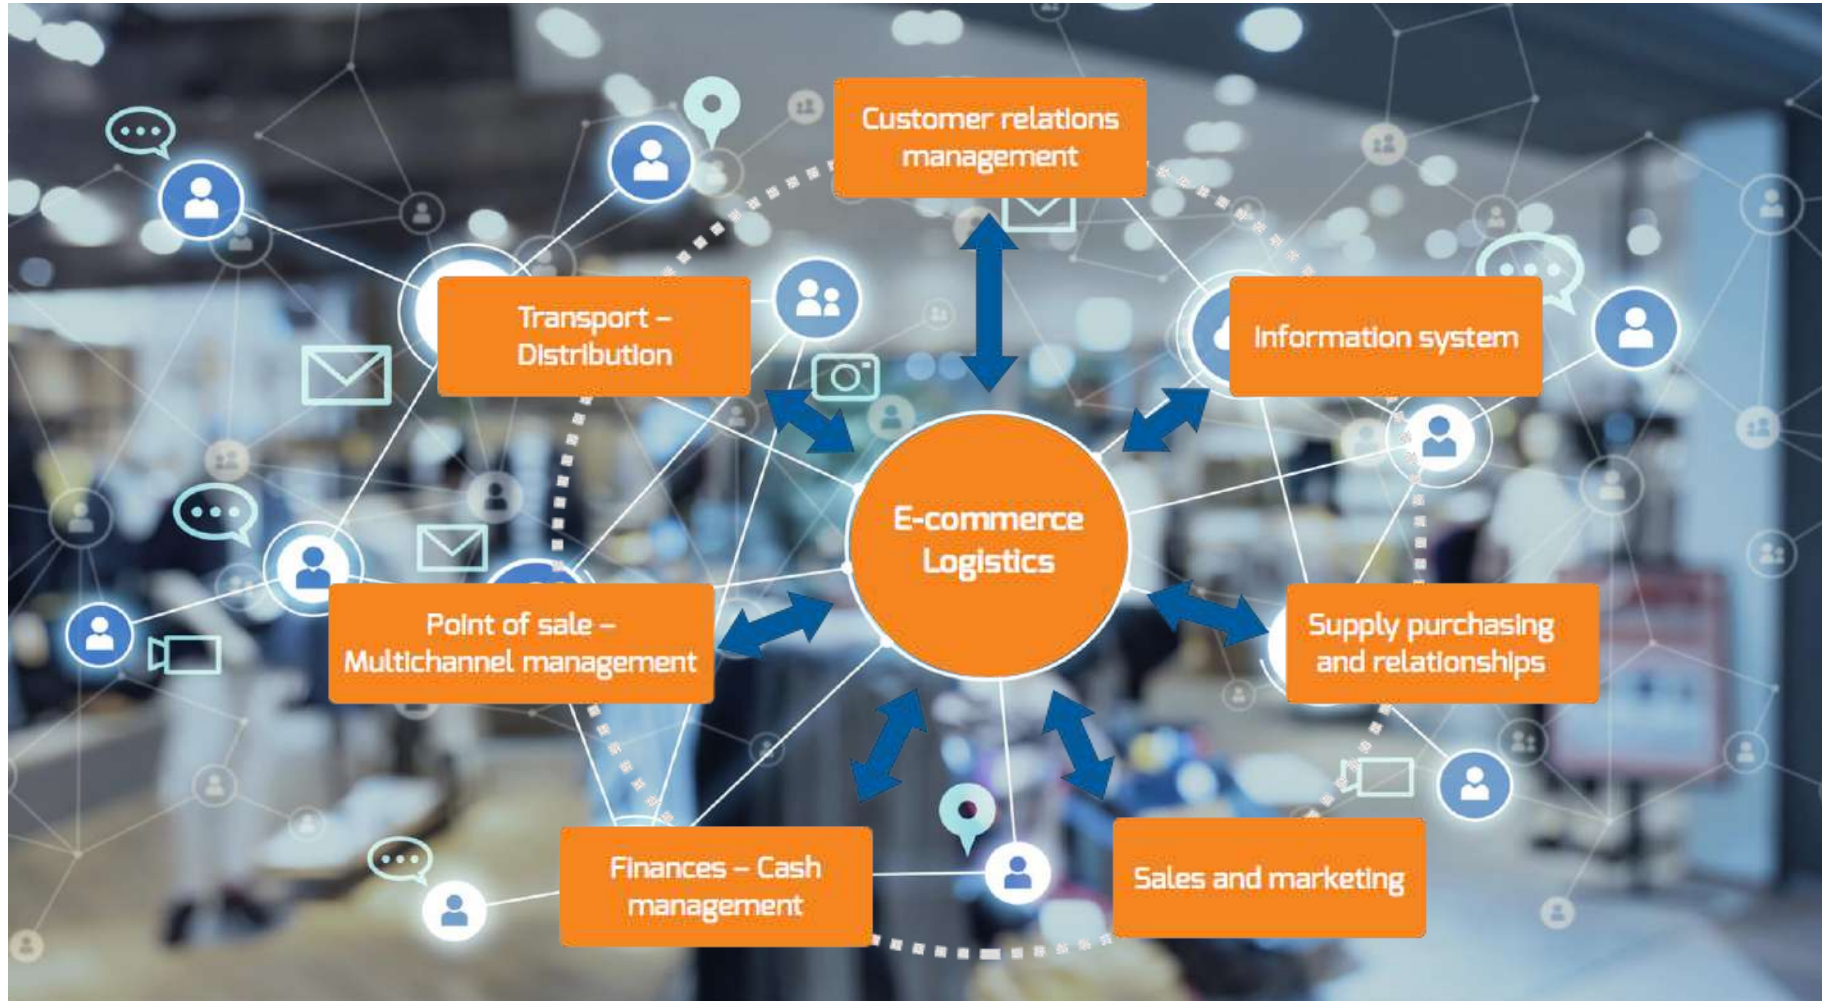 Customer relations
management
Transport –
Distribution
Information system
E-commerce
Logistics
Point of sale –
Multichannel management
Supply purchasing
and relationships
Finances – Cash
management
Sales and marketing